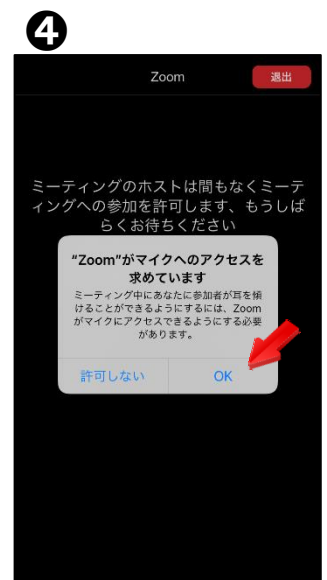 ❹
Zoom
退出
ミーティングのホストは間もなくミーテ
ィングへの参加を許可します、もうしば
らくお待ちください
“Zoom”がマイクへのアクセスを
求めています
ミーティング中にあなたに参加者が耳を傾
けることができるようにするには、Zoom
がマイクにアクセスできるようにする必要
があります。
許可しない
OK